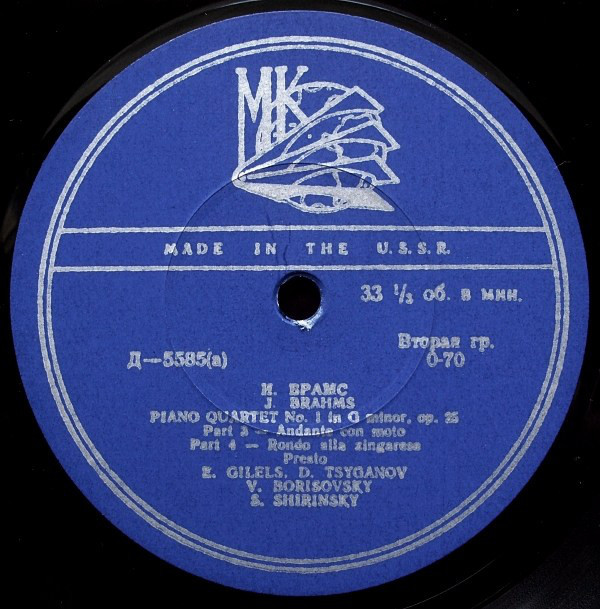 МК
MADE IN THE U.S.S.R.
33 ⅓ об. в мин.
Вторая гр.
Д—5585(а)
0-70
И. БРАМС
J. BRAHMS
PIANO QUARTET No. 1 in G minor, op. 25
Part 3 — Andante con moto
Part 4 — Rondo alla zingarese
Presto
E. GILELS, D. TSYGANOV
V. BORISOVSKY
S. SHIRINSKY